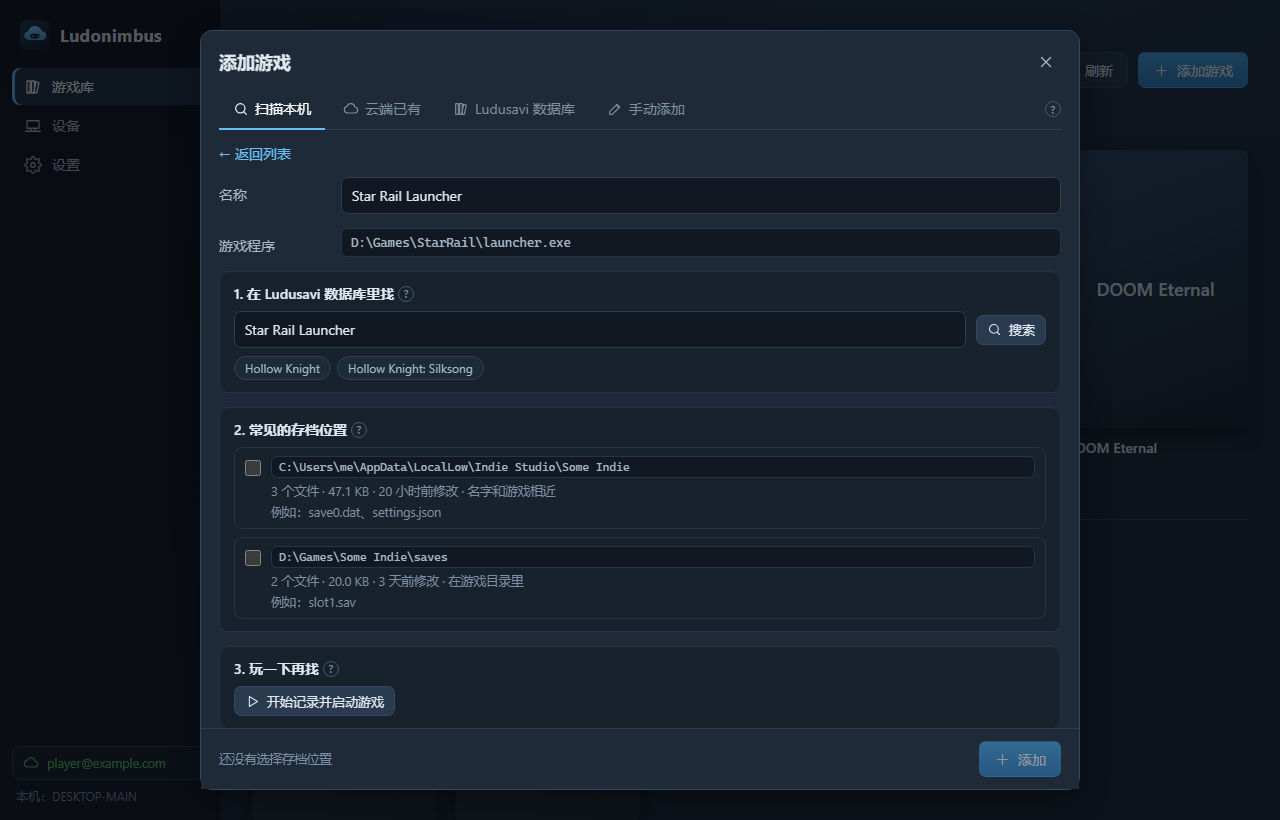 Ludonimbus
游戏库
设备
设置
player@example.com
本机：DESKTOP-MAIN
刷新
添加游戏
DOOM Eternal
OOM Eternal
添加游戏
扫描本机
云端已有
Ludusavi 数据库
手动添加
?
← 返回列表
名称
Star Rail Launcher
游戏程序
D:\Games\StarRail\launcher.exe
1. 在 Ludusavi 数据库里找 ?
Star Rail Launcher
搜索
Hollow Knight
Hollow Knight: Silksong
2. 常见的存档位置 ?
C:\Users\me\AppData\LocalLow\Indie Studio\Some Indie
3 个文件 · 47.1 KB · 20 小时前修改 · 名字和游戏相近
例如：save0.dat、settings.json
D:\Games\Some Indie\saves
2 个文件 · 20.0 KB · 3 天前修改 · 在游戏目录里
例如：slot1.sav
3. 玩一下再找 ?
开始记录并启动游戏
还没有选择存档位置
添加